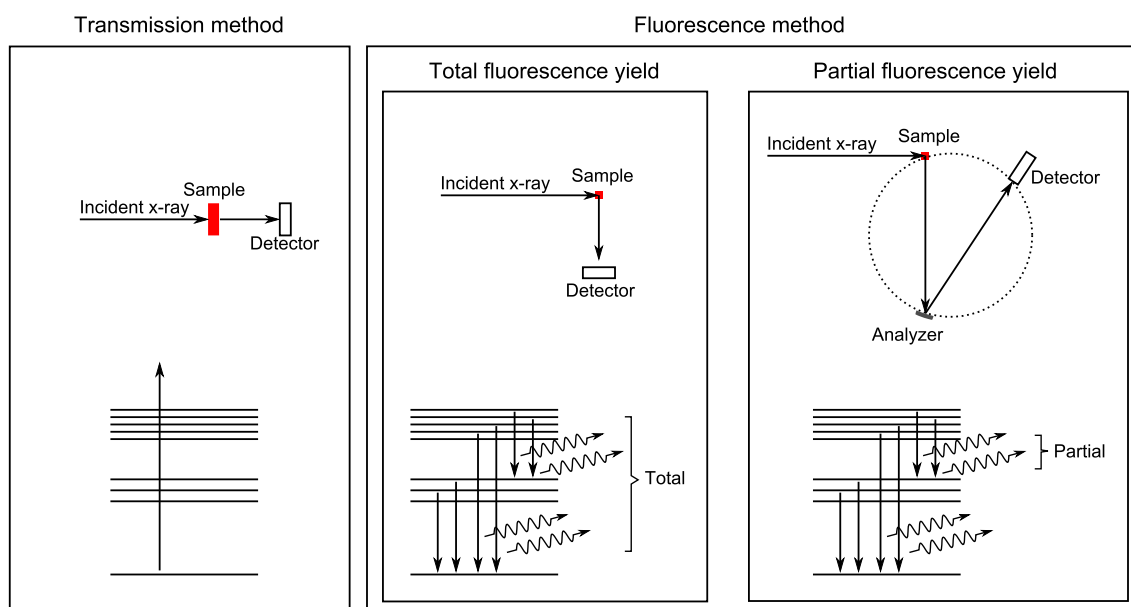 Transmission method
Fluorescence method
Total fluorescence yield
Partial fluorescence yield
Incident x-ray
Sample
Detector
Incident x-ray
Sample
Detector
Incident x-ray
Sample
Detector
Analyzer
Total
Partial